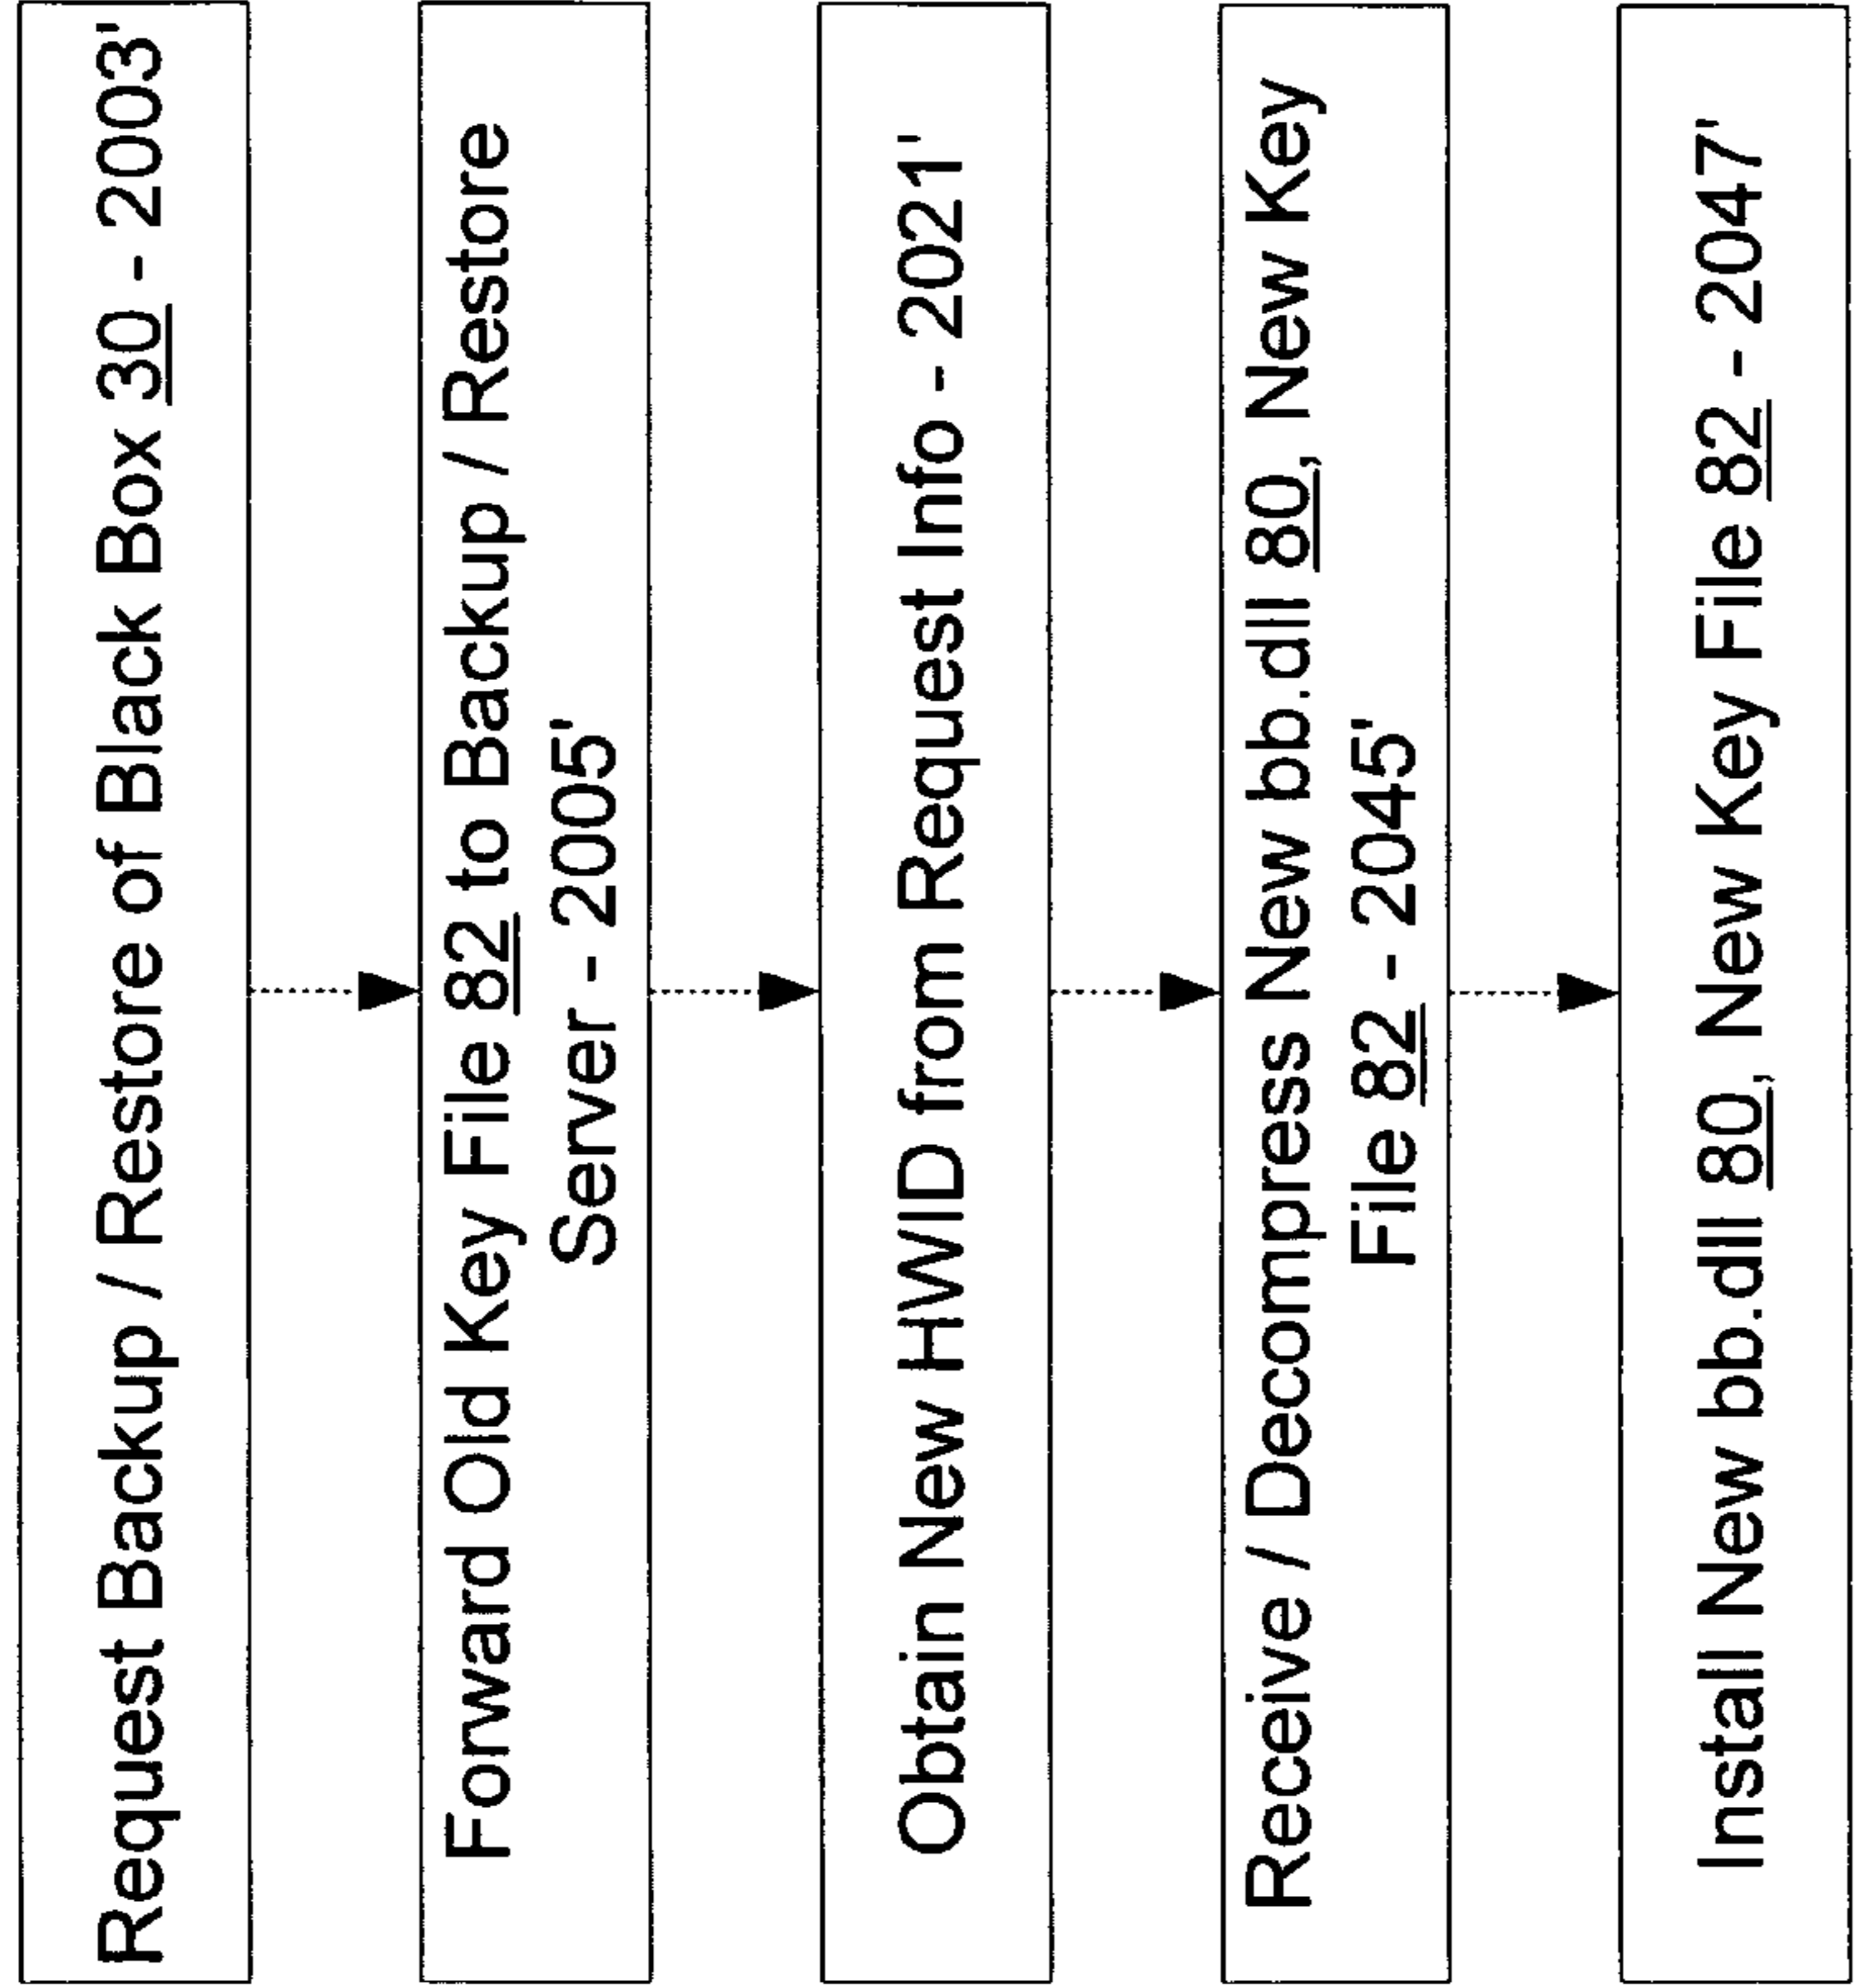 Request Backup / Restore of Black Box 30 - 2003'
Forward Old Key File 82 to Backup / Restore
Server - 2005'
Obtain New HWID from Request Info - 2021'
Receive / Decompress New bb.dll 80, New Key
File 82 - 2045'
Install New bb.dll 80, New Key File 82 - 2047'